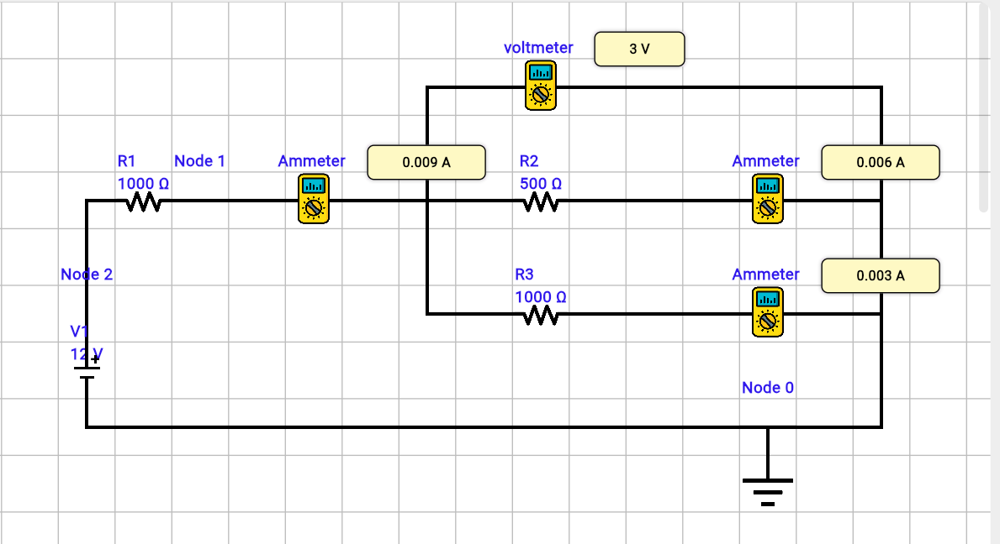 voltmeter
3 V
R1
Node 1
Ammeter
0.009 A
R2
Ammeter
0.006 A
1000 Ω
500 Ω
Node 2
R3
Ammeter
0.003 A
1000 Ω
V1
12 V
+
Node 0